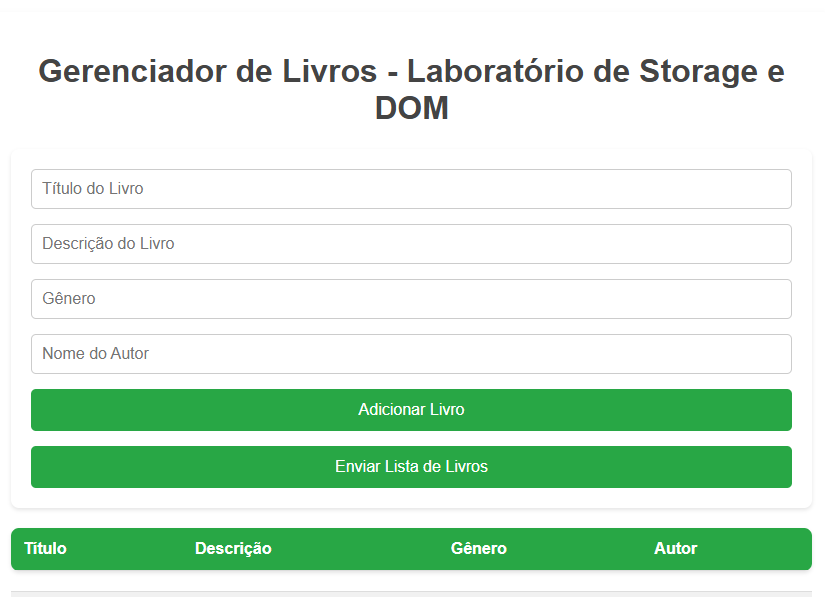 Gerenciador de Livros - Laboratório de Storage e
DOM
Título do Livro
Descrição do Livro
Gênero
Nome do Autor
Adicionar Livro
Enviar Lista de Livros
Título Descrição Gênero Autor